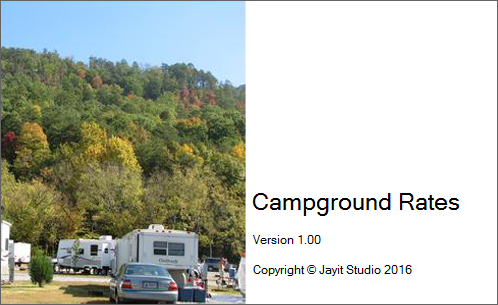 Campground Rates
Version 1.00
Copyright © Jayit Studio 2016